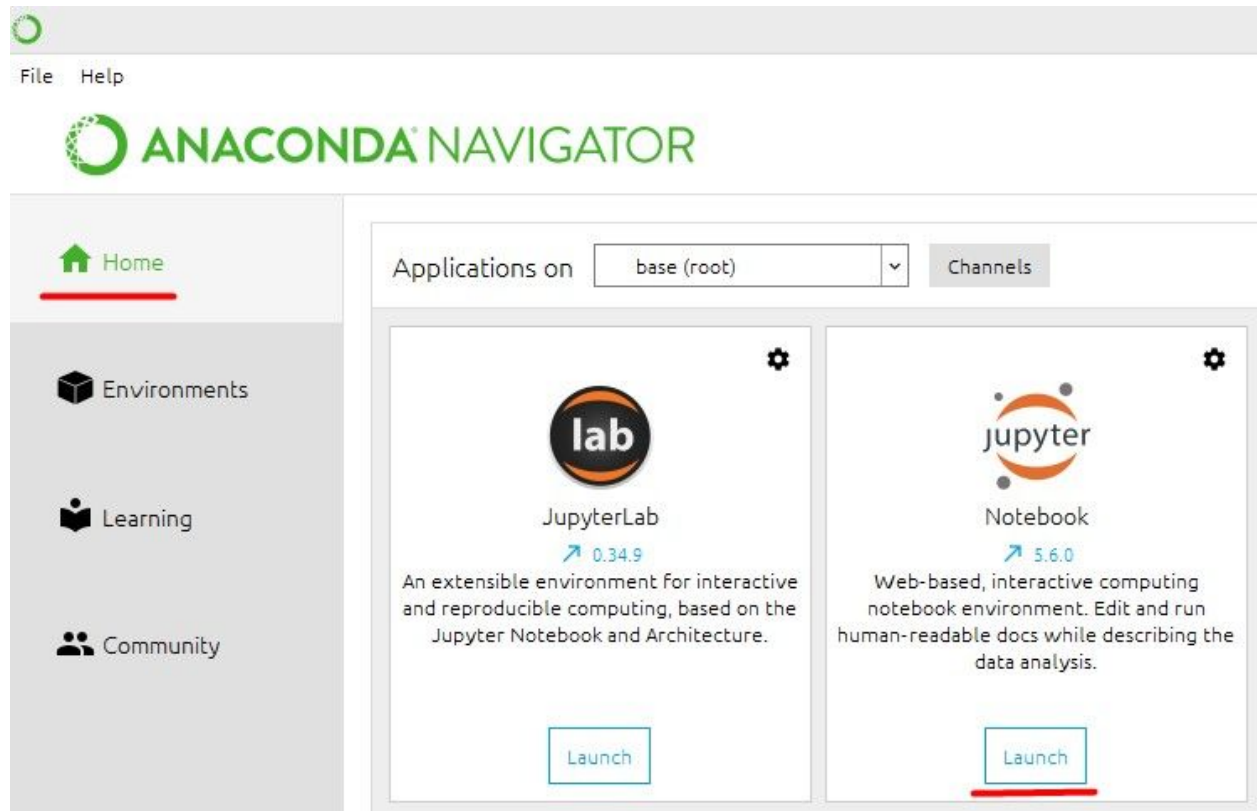 File Help
ANACONDA NAVIGATOR
Home
Applications on base (root) Channels
Environments
Learning
Community
lab
JupyterLab
0.34.9
An extensible environment for interactive
and reproducible computing, based on the
Jupyter Notebook and Architecture.
Launch
jupyter
Notebook
5.6.0
Web-based, interactive computing
notebook environment. Edit and run
human-readable docs while describing the
data analysis.
Launch